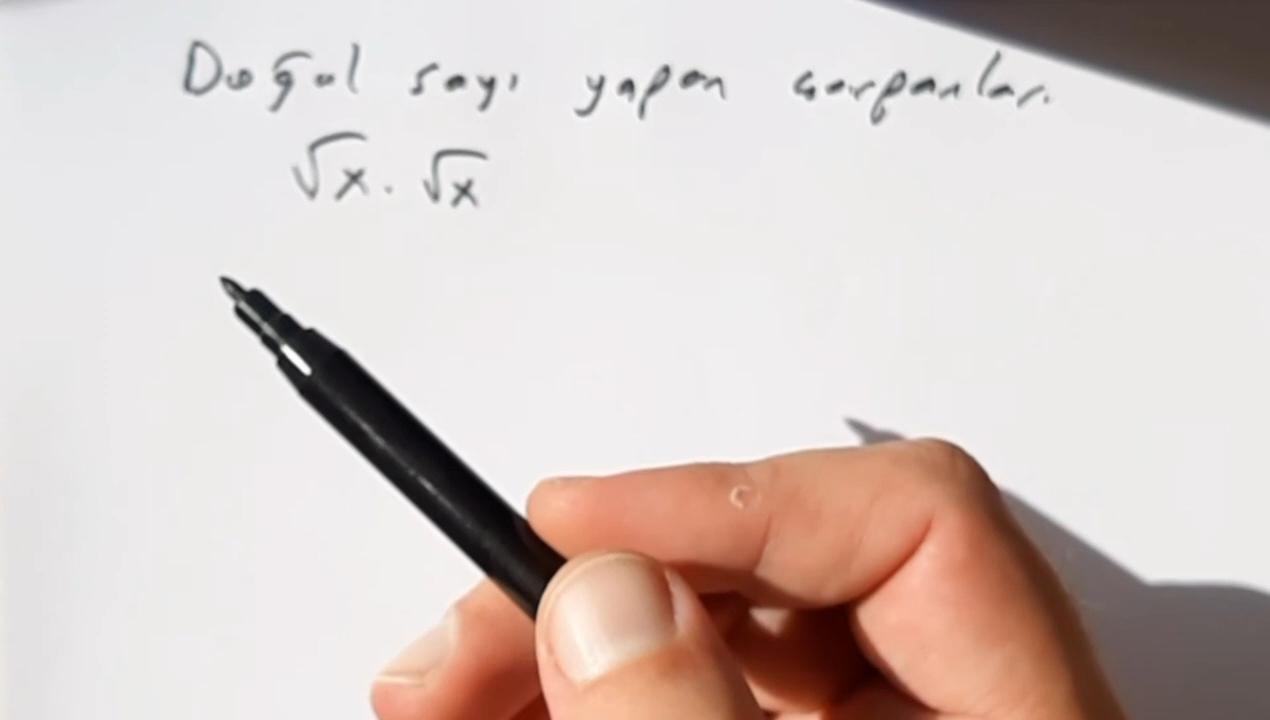 Doğal sayı yapan çarpanlar.
√x . √x